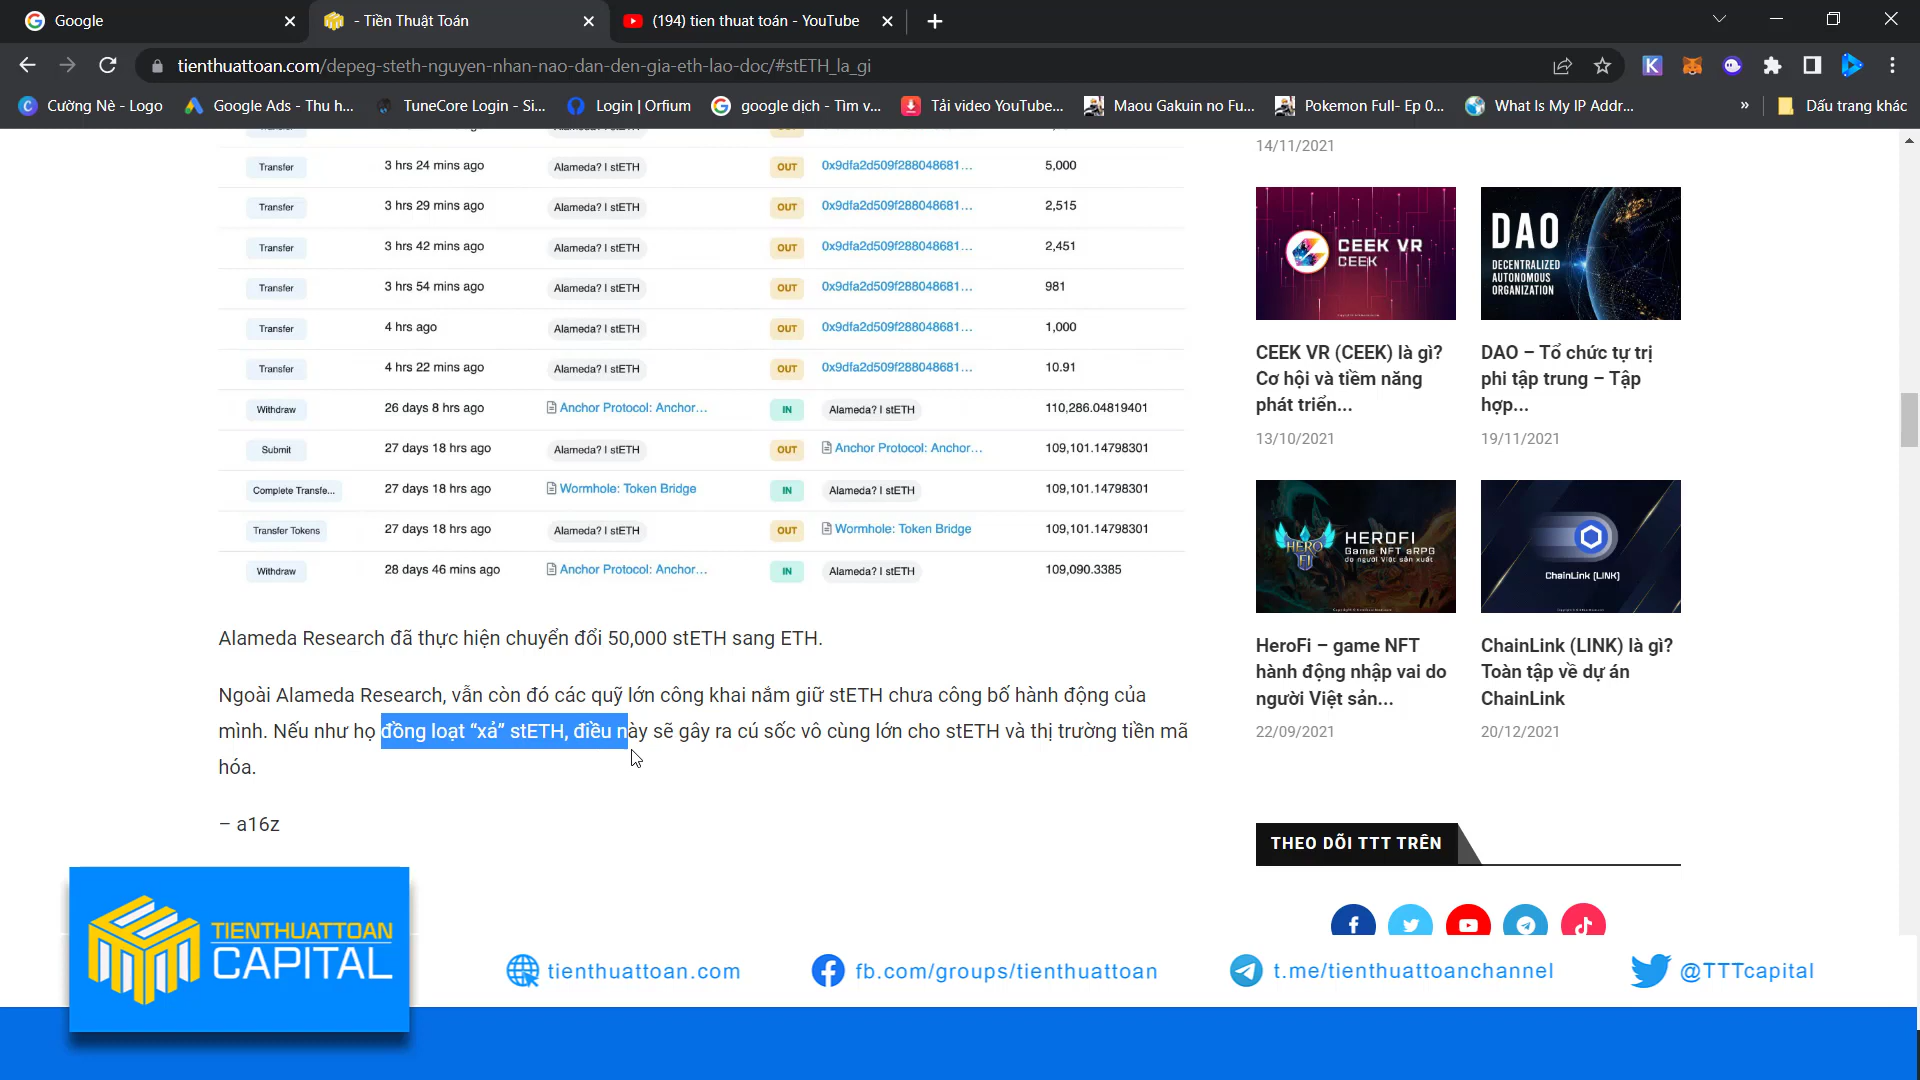 Google
- Tiền Thuật Toán
(194) tien thuat toán - YouTube
tienthuattoan.com/depeg-steth-nguyen-nhan-nao-dan-den-gia-eth-lao-doc/#stETH_la_gi
Cường Nè - Logo
Google Ads - Thu h...
TuneCore Login - Si...
Login | Orfium
google dịch - Tìm v...
Tải video YouTube...
Maou Gakuin no Fu...
Pokemon Full- Ep 0...
What Is My IP Addr...
»
Dấu trang khác
Transfer 3 hrs 24 mins ago Alameda? I stETH OUT 0x9dfa2d509f288048681... 5,000
Transfer 3 hrs 29 mins ago Alameda? I stETH OUT 0x9dfa2d509f288048681... 2,515
Transfer 3 hrs 42 mins ago Alameda? I stETH OUT 0x9dfa2d509f288048681... 2,451
Transfer 3 hrs 54 mins ago Alameda? I stETH OUT 0x9dfa2d509f288048681... 981
Transfer 4 hrs ago Alameda? I stETH OUT 0x9dfa2d509f288048681... 1,000
Transfer 4 hrs 22 mins ago Alameda? I stETH OUT 0x9dfa2d509f288048681... 10.91
Withdraw 26 days 8 hrs ago Anchor Protocol: Anchor... IN Alameda? I stETH 110,286.04819401
Submit 27 days 18 hrs ago Alameda? I stETH OUT Anchor Protocol: Anchor... 109,101.14798301
Complete Transfe... 27 days 18 hrs ago Wormhole: Token Bridge IN Alameda? I stETH 109,101.14798301
Transfer Tokens 27 days 18 hrs ago Alameda? I stETH OUT Wormhole: Token Bridge 109,101.14798301
Withdraw 28 days 46 mins ago Anchor Protocol: Anchor... IN Alameda? I stETH 109,090.3385
Alameda Research đã thực hiện chuyển đổi 50,000 stETH sang ETH.
Ngoài Alameda Research, vẫn còn đó các quỹ lớn công khai nắm giữ stETH chưa công bố hành động của
mình. Nếu như họ đồng loạt “xả” stETH, điều này sẽ gây ra cú sốc vô cùng lớn cho stETH và thị trường tiền mã
hóa.
– a16z
14/11/2021
CEEK VR
CEEK
DAO
DECENTRALIZED
AUTONOMOUS
ORGANIZATION
CEEK VR (CEEK) là gì?
Cơ hội và tiềm năng
phát triển...
13/10/2021
DAO – Tổ chức tự trị
phi tập trung – Tập
hợp...
19/11/2021
HERO
FI
HEROFI
Game NFT aRPG
do người Việt sản xuất
ChainLink (LINK)
HeroFi – game NFT
hành động nhập vai do
người Việt sản...
22/09/2021
ChainLink (LINK) là gì?
Toàn tập về dự án
ChainLink
20/12/2021
THEO DÕI TTT TRÊN
TIENTHUATTOAN
CAPITAL
tienthuattoan.com
fb.com/groups/tienthuattoan
t.me/tienthuattoanchannel
@TTTcapital